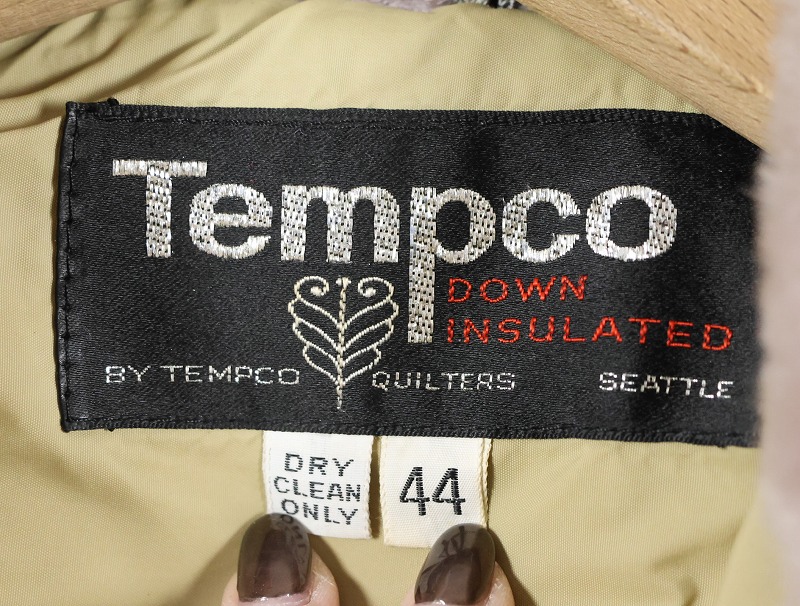 Tempco
DOWN
INSULATED
BY TEMPCO QUILTERS SEATTLE
DRY
CLEAN
ONLY
44